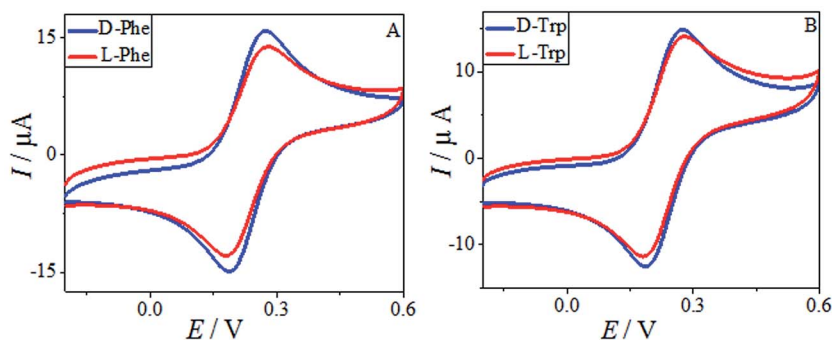 A
D-Phe
L-Phe
15
0
-15
I / μA
0.0
0.3
0.6
E / V
B
D-Trp
L-Trp
10
0
-10
I / μ A
0.0
0.3
0.6
E / V